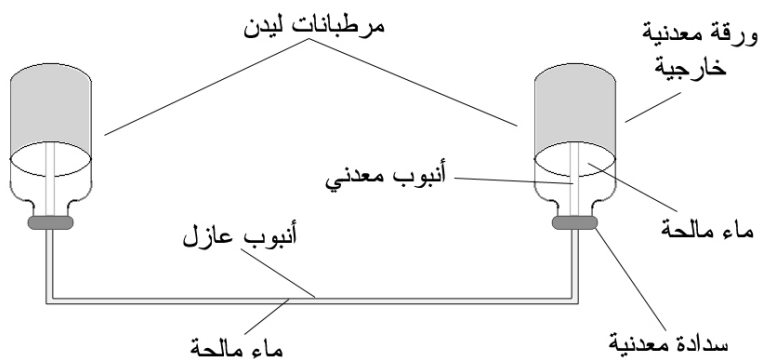 مرطبانات ليدن
ورقة معدنية
خارجية
أنبوب معدني
ماء مالحة
أنبوب عازل
سدادة معدنية
ماء مالحة